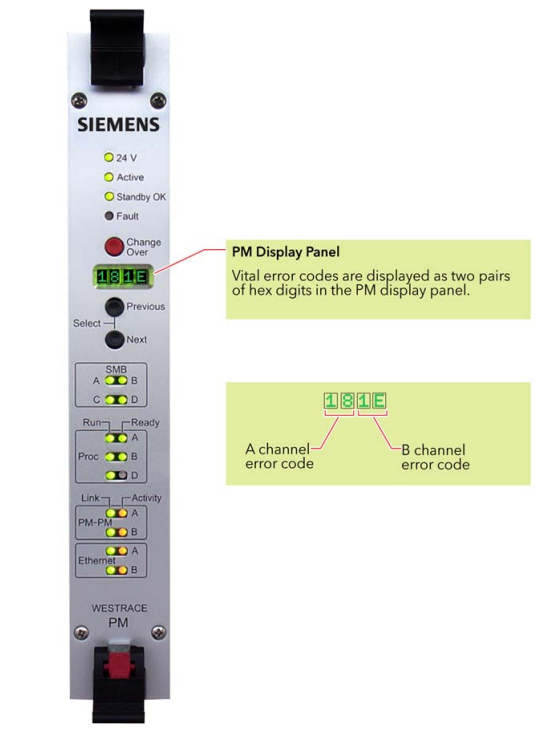 SIEMENS
24 V
Active
Standby OK
Fault
Change
Over
181E
Previous
Select
Next
SMB
A B
C D
Run Ready
A
Proc B
D
Link Activity
A
PM-PM
B
A
Ethernet
B
WESTRACE
PM
PM Display Panel
Vital error codes are displayed as two pairs
of hex digits in the PM display panel.
181E
A channel
error code
B channel
error code